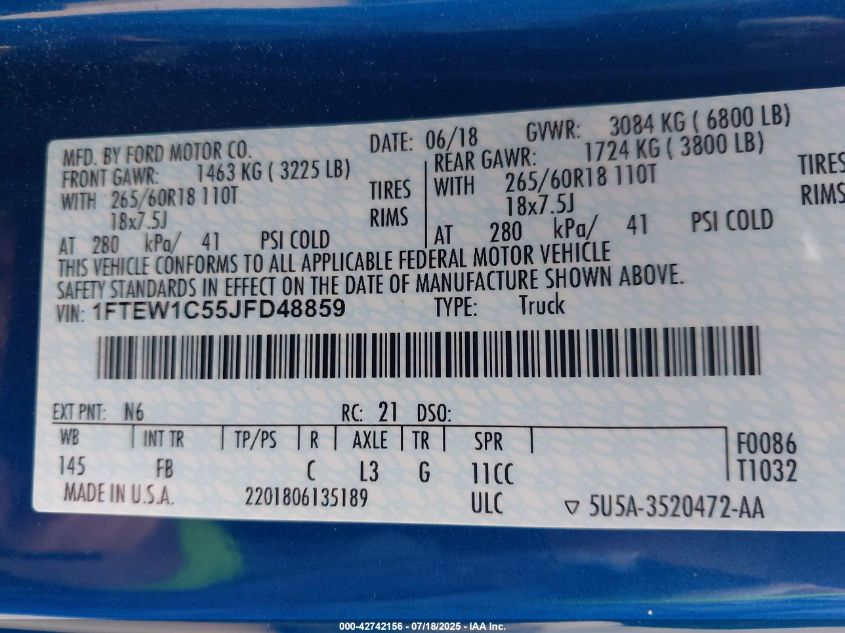 MFD. BY FORD MOTOR CO. DATE: 06/18 GVWR: 3084 KG ( 6800 LB)
FRONT GAWR: 1463 KG ( 3225 LB) REAR GAWR: 1724 KG ( 3800 LB)
WITH 265/60R18 110T TIRES WITH 265/60R18 110T TIRES
18x7.5J RIMS 18x7.5J RIMS
AT 280 kPa/ 41 PSI COLD AT 280 kPa/ 41 PSI COLD
THIS VEHICLE CONFORMS TO ALL APPLICABLE FEDERAL MOTOR VEHICLE
SAFETY STANDARDS IN EFFECT ON THE DATE OF MANUFACTURE SHOWN ABOVE.
VIN: 1FTEW1C55JFD48859 TYPE: Truck
EXT PNT: N6 RC: 21 DSO:
WB INT TR TP/PS R AXLE TR SPR F0086
145 FB C L3 G 11CC T1032
MADE IN U.S.A. 2201806135189 ULC ▽ 5U5A-3520472-AA
000-42742156 - 07/18/2025 - IAA Inc.